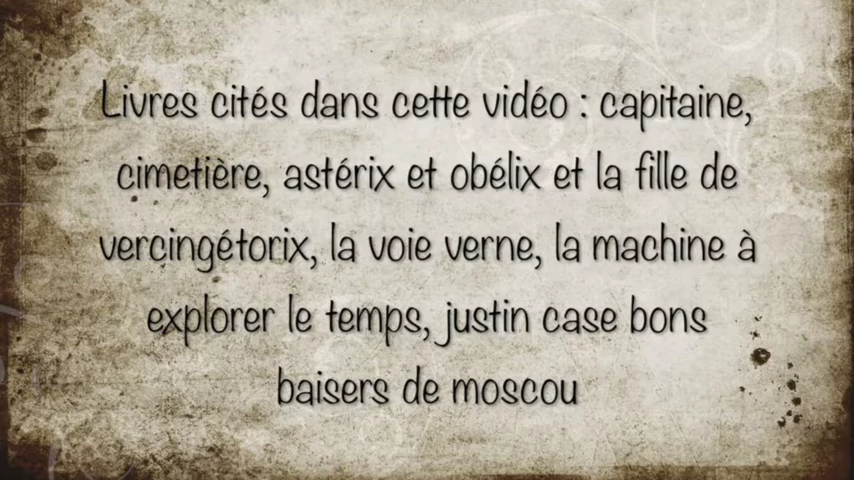 Livres cités dans cette vidéo : capitaine,
cimetière, astérix et obélix et la fille de
vercingétorix, la voie verne, la machine à
explorer le temps, justin case bons
baisers de moscou